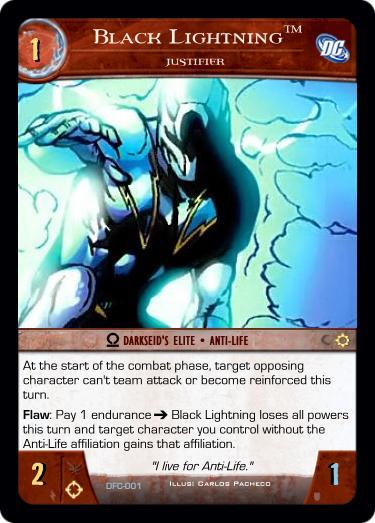 1
BLACK LIGHTNING™
DC
JUSTIFIER
DARKSEID'S ELITE • ANTI-LIFE
At the start of the combat phase, target opposing
character can't team attack or become reinforced this
turn.
Flaw: Pay 1 endurance → Black Lightning loses all powers
this turn and target character you control without the
Anti-Life affiliation gains that affiliation.
"I live for Anti-Life."
2
DFC-001
ILLUS: CARLOS PACHECO
1